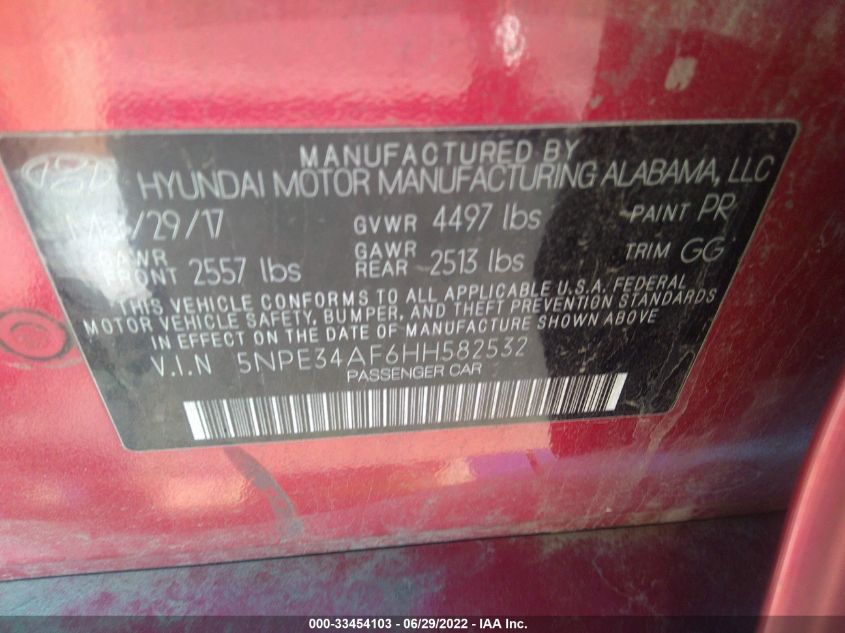 MANUFACTURED BY
HYUNDAI MOTOR MANUFACTURING ALABAMA, LLC
/29/17 GVWR 4497 lbs PAINT PR
GAWR FRONT 2557 lbs GAWR REAR 2513 lbs TRIM GG
THIS VEHICLE CONFORMS TO ALL APPLICABLE U.S.A. FEDERAL
MOTOR VEHICLE SAFETY, BUMPER, AND THEFT PREVENTION STANDARDS
IN EFFECT ON THE DATE OF MANUFACTURE SHOWN ABOVE
V.I.N 5NPE34AF6HH582532
PASSENGER CAR
000-33454103 - 06/29/2022 - IAA Inc.